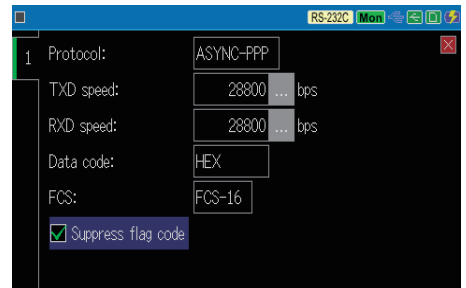 RS-232C Mon
1
Protocol: ASYNC-PPP
TXD speed: 28800 ... bps
RXD speed: 28800 ... bps
Data code: HEX
FCS: FCS-16
Suppress flag code